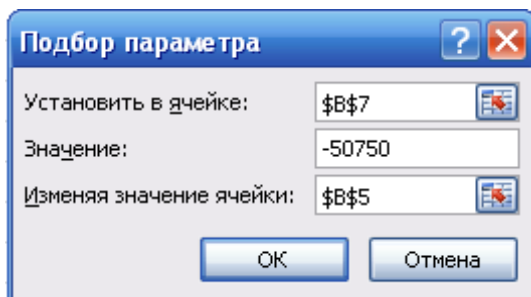 Подбор параметра
Установить в ячейке: $B$7
Значение: -50750
Изменяя значение ячейки: $B$5
ОК Отмена